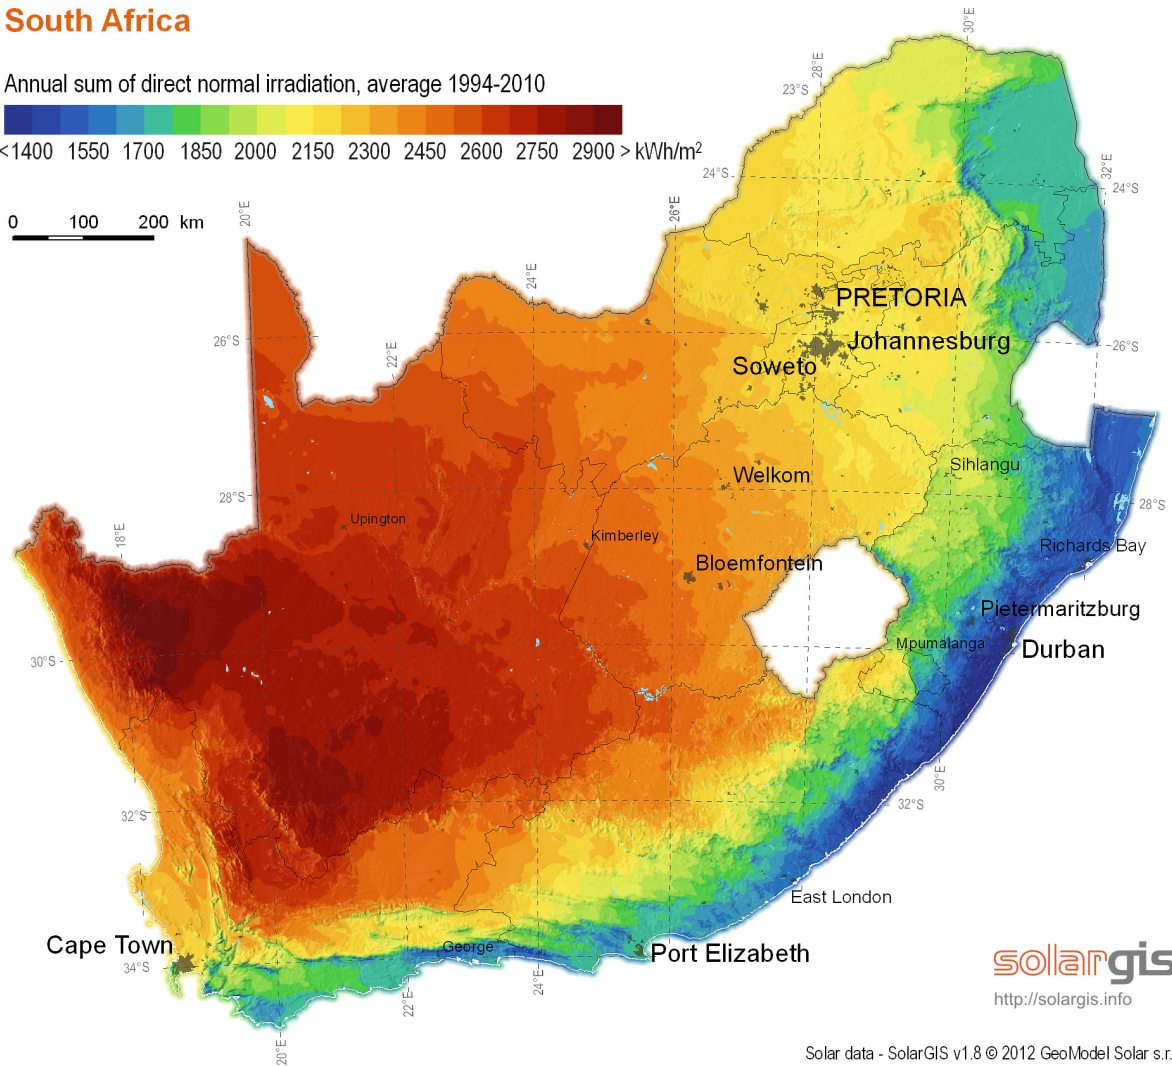 South Africa
Annual sum of direct normal irradiation, average 1994-2010
<1400 1550 1700 1850 2000 2150 2300 2450 2600 2750 2900 > kWh/m²
0 100 200 km
30°E
28°E
23°S
32°E
24°S
24°S
20°E
26°E
24°E
PRETORIA
26°S
22°E
Johannesburg
26°S
Soweto
Sihlangu
Welkom
28°S
28°S
Upington
18°E
Kimberley
Richards Bay
Bloemfontein
Pietermaritzburg
Mpumalanga
Durban
30°S
30°E
32°S
32°S
East London
Cape Town
George
Port Elizabeth
34°S
24°E
22°E
20°E
solargis
http://solargis.info
Solar data - SolarGIS v1.8 © 2012 GeoModel Solar s.r.